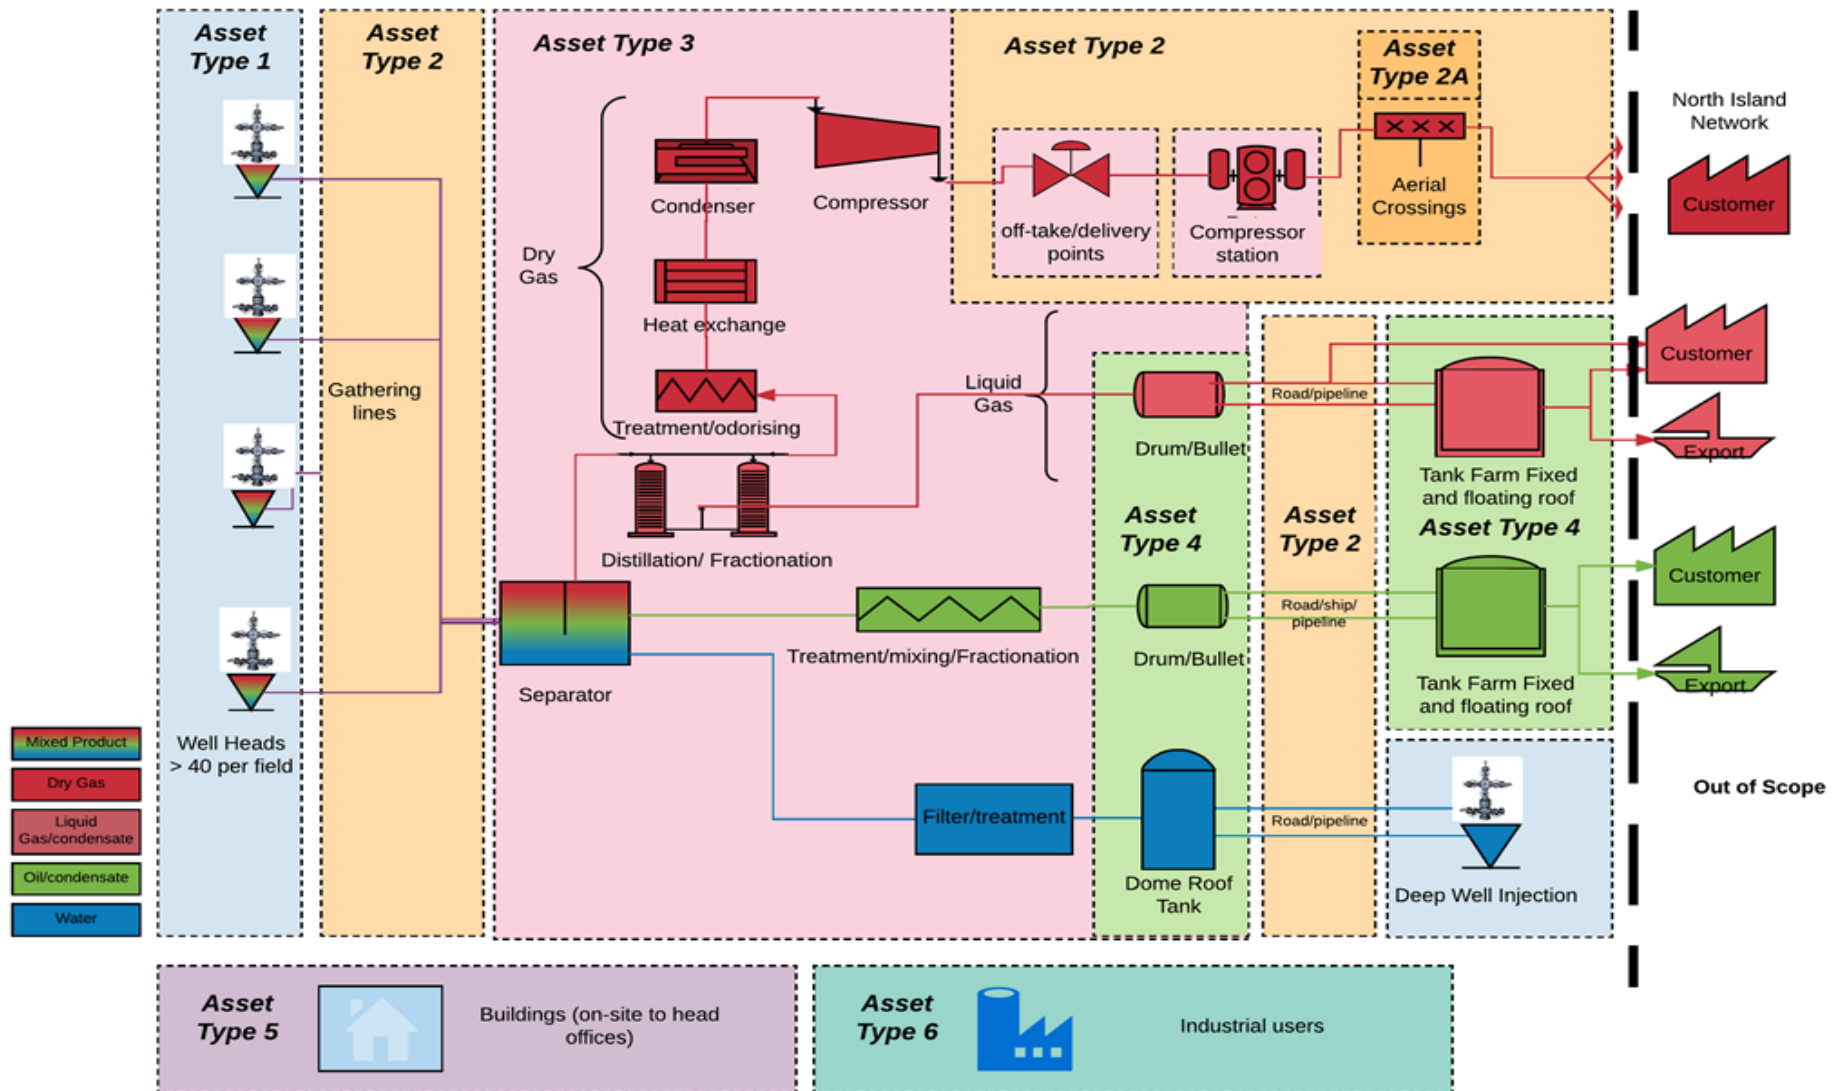 Asset
Type 1
Asset
Type 2
Asset Type 3
Asset Type 2
Asset
Type 2A
North Island
Network
Customer
Condenser
Compressor
off-take/delivery
points
Compressor
station
Aerial
Crossings
Dry
Gas
Heat exchange
Treatment/odorising
Gathering
lines
Liquid
Gas
Drum/Bullet
Road/pipeline
Customer
Export
Tank Farm Fixed
and floating roof
Distillation/ Fractionation
Asset
Type 4
Asset
Type 2
Asset Type 4
Customer
Export
Separator
Treatment/mixing/Fractionation
Drum/Bullet
Road/ship/
pipeline
Tank Farm Fixed
and floating roof
Well Heads
> 40 per field
Mixed Product
Dry Gas
Liquid
Gas/condensate
Oil/condensate
Water
Filter/treatment
Dome Roof
Tank
Road/pipeline
Deep Well Injection
Out of Scope
Asset
Type 5
Buildings (on-site to head
offices)
Asset
Type 6
Industrial users